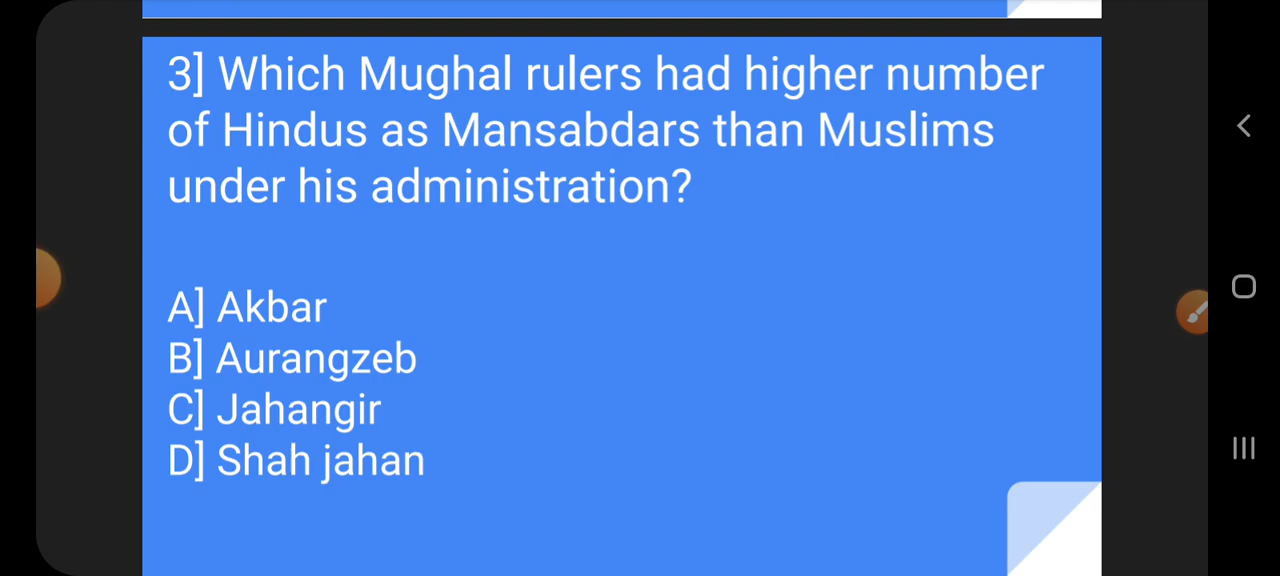 3] Which Mughal rulers had higher number
of Hindus as Mansabdars than Muslims
under his administration?
A] Akbar
B] Aurangzeb
C] Jahangir
D] Shah jahan